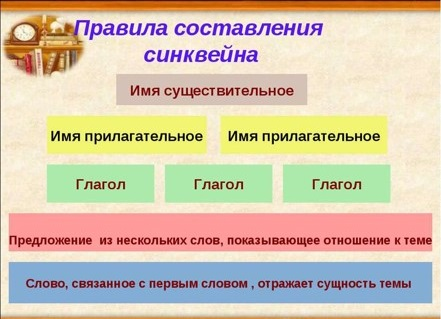 Правила составления
синквейна
Имя существительное
Имя прилагательное Имя прилагательное
Глагол Глагол Глагол
Предложение из нескольких слов, показывающее отношение к теме
Слово, связанное с первым словом , отражает сущность темы